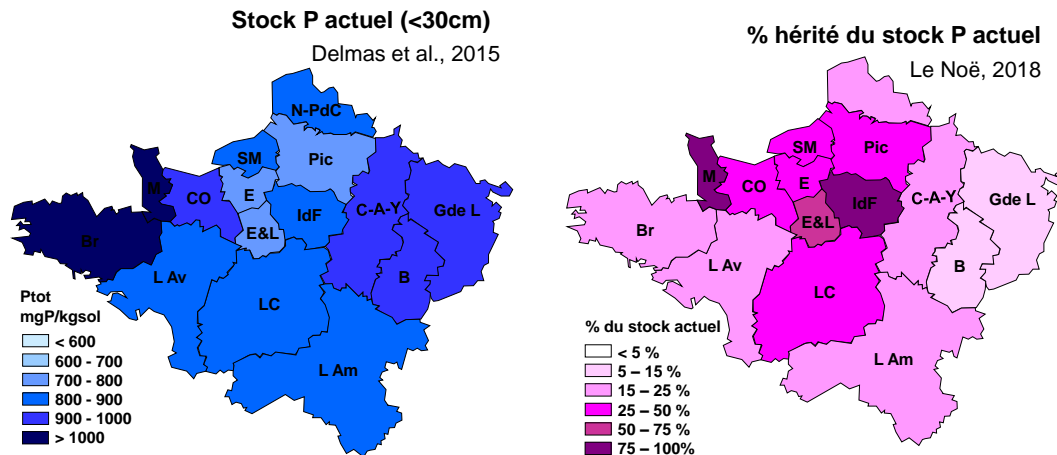 Stock P actuel (<30cm)
Delmas et al., 2015
N-PdC
SM
Pic
M
CO
E
IdF
C-A-Y
Gde L
Br
E&L
L Av
B
LC
L Am
Ptot
mgP/kgsol
< 600
600 - 700
700 - 800
800 - 900
900 - 1000
> 1000
% hérité du stock P actuel
Le Noë, 2018
SM
Pic
CO
E
IdF
C-A-Y
Gde L
E&L
Br
L Av
B
LC
L Am
% du stock actuel
< 5 %
5 – 15 %
15 – 25 %
25 – 50 %
50 – 75 %
75 – 100%
M